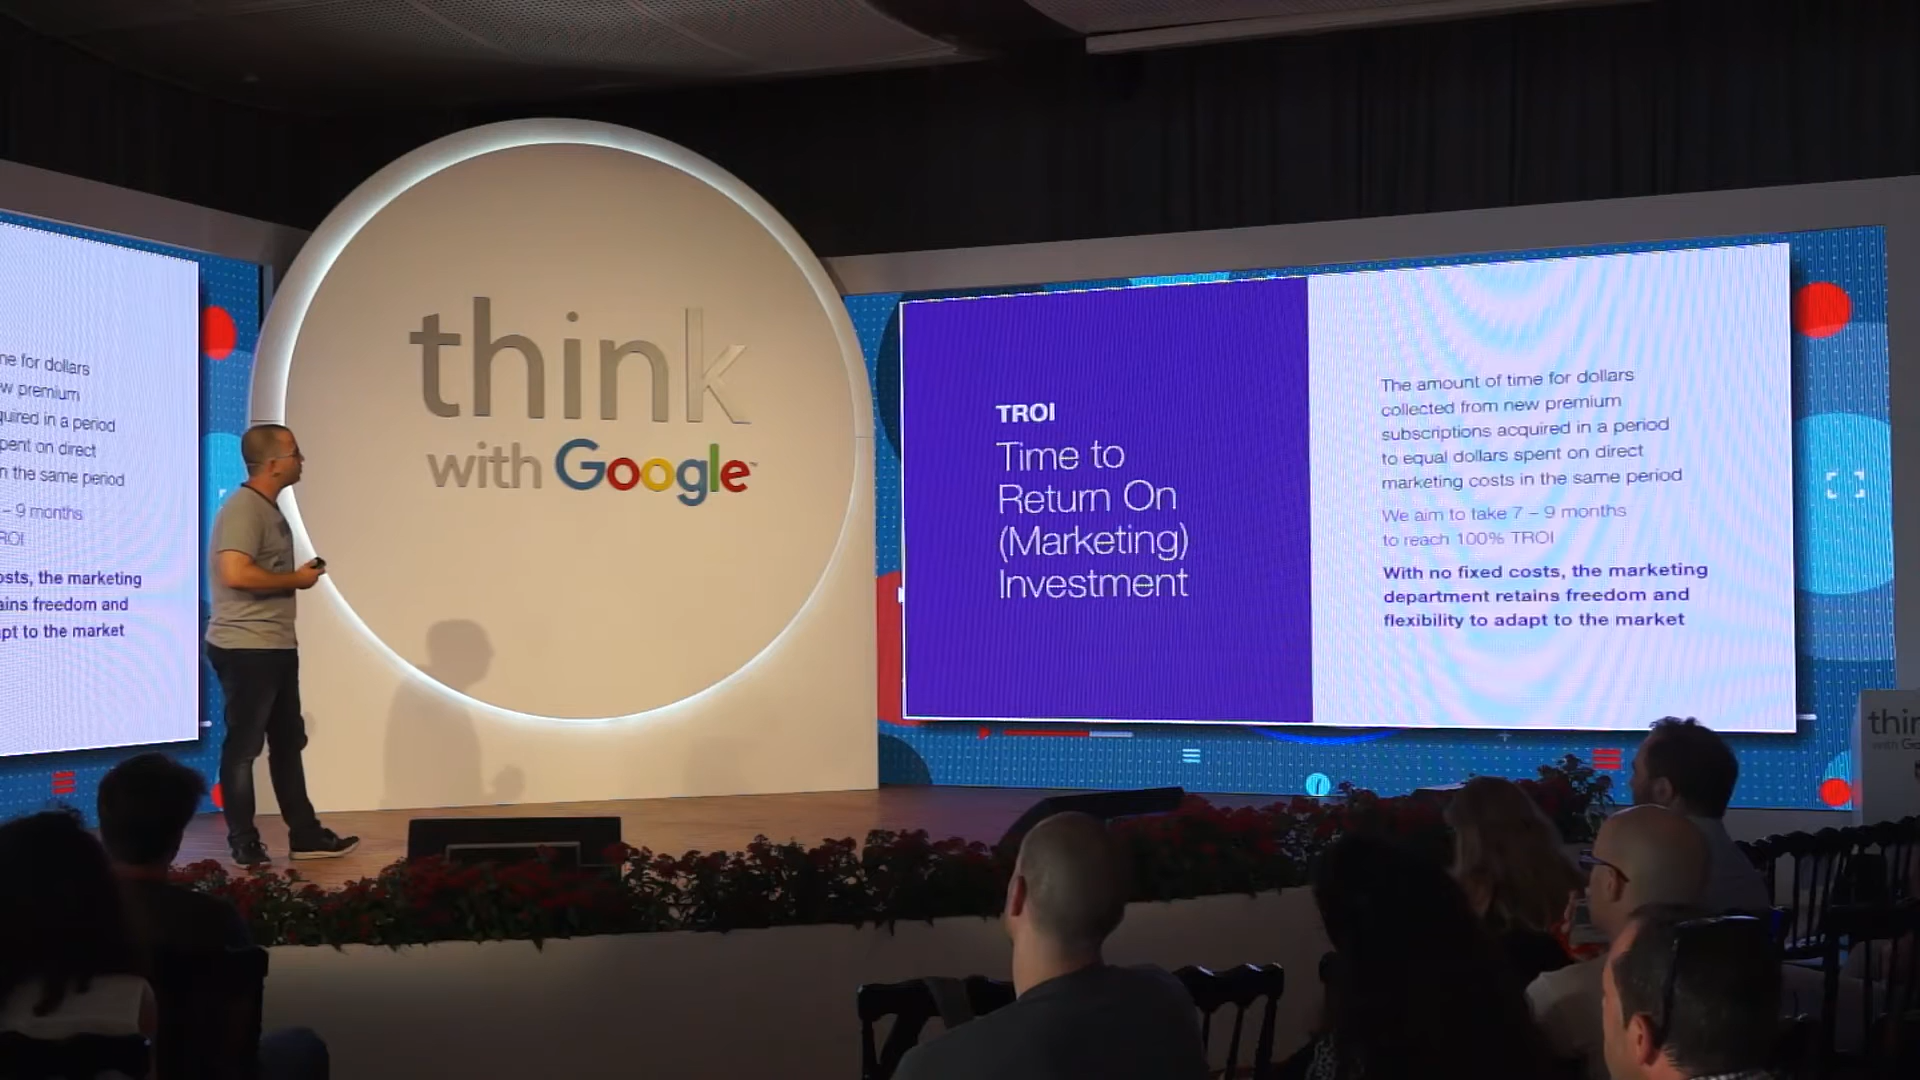 ne for dollars
w premium
quired in a period
pent on direct
n the same period
– 9 months
ROI
osts, the marketing
ains freedom and
pt to the market
think
with Google™
TROI
Time to
Return On
(Marketing)
Investment
The amount of time for dollars
collected from new premium
subscriptions acquired in a period
to equal dollars spent on direct
marketing costs in the same period
We aim to take 7 – 9 months
to reach 100% TROI
With no fixed costs, the marketing
department retains freedom and
flexibility to adapt to the market
thin
with Go